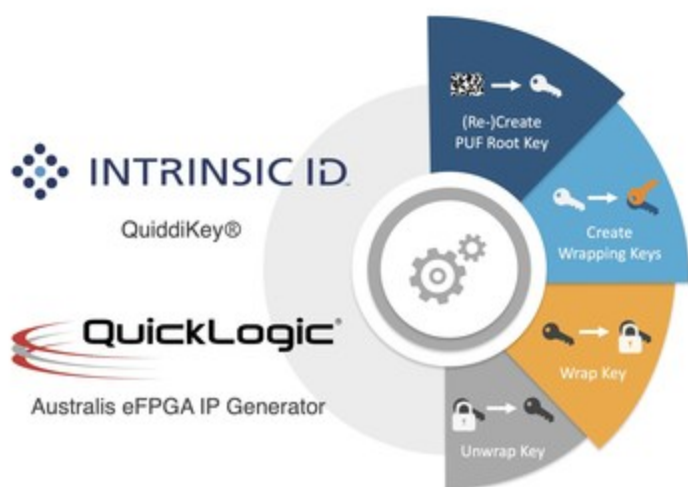 INTRINSIC ID™
QuiddiKey®
QuickLogic®
Australis eFPGA IP Generator
(Re-)Create
PUF Root Key
Create
Wrapping Keys
Wrap Key
Unwrap Key